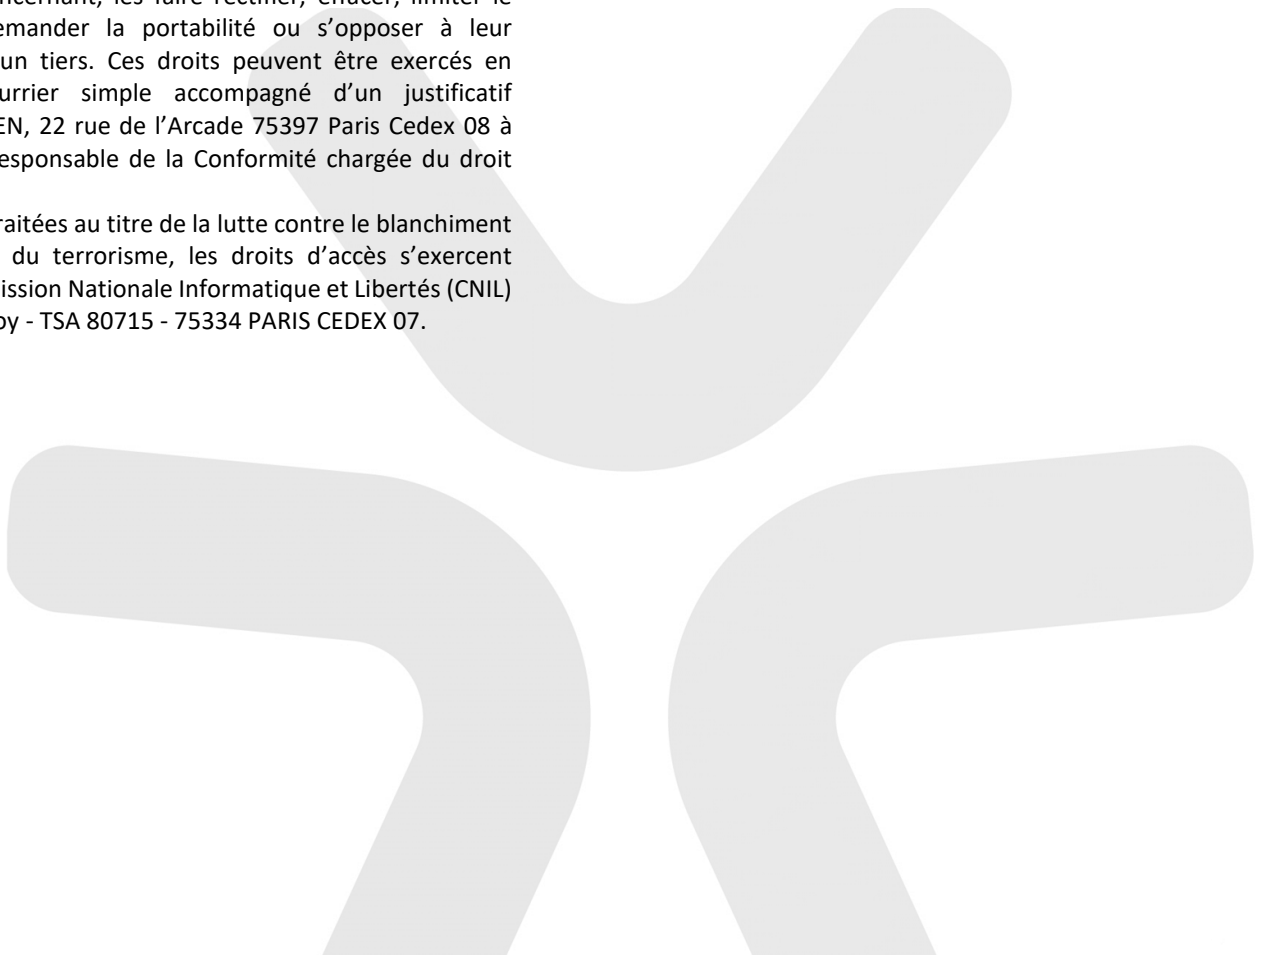 ncernant, les faire rectifier, effacer, limiter le
emander la portabilité ou s’opposer à leur
un tiers. Ces droits peuvent être exercés en
urrier simple accompagné d’un justificatif
EN, 22 rue de l’Arcade 75397 Paris Cedex 08 à
esponsable de la Conformité chargée du droit
raitées au titre de la lutte contre le blanchiment
du terrorisme, les droits d’accès s’exercent
ission Nationale Informatique et Libertés (CNIL)
oy - TSA 80715 - 75334 PARIS CEDEX 07.